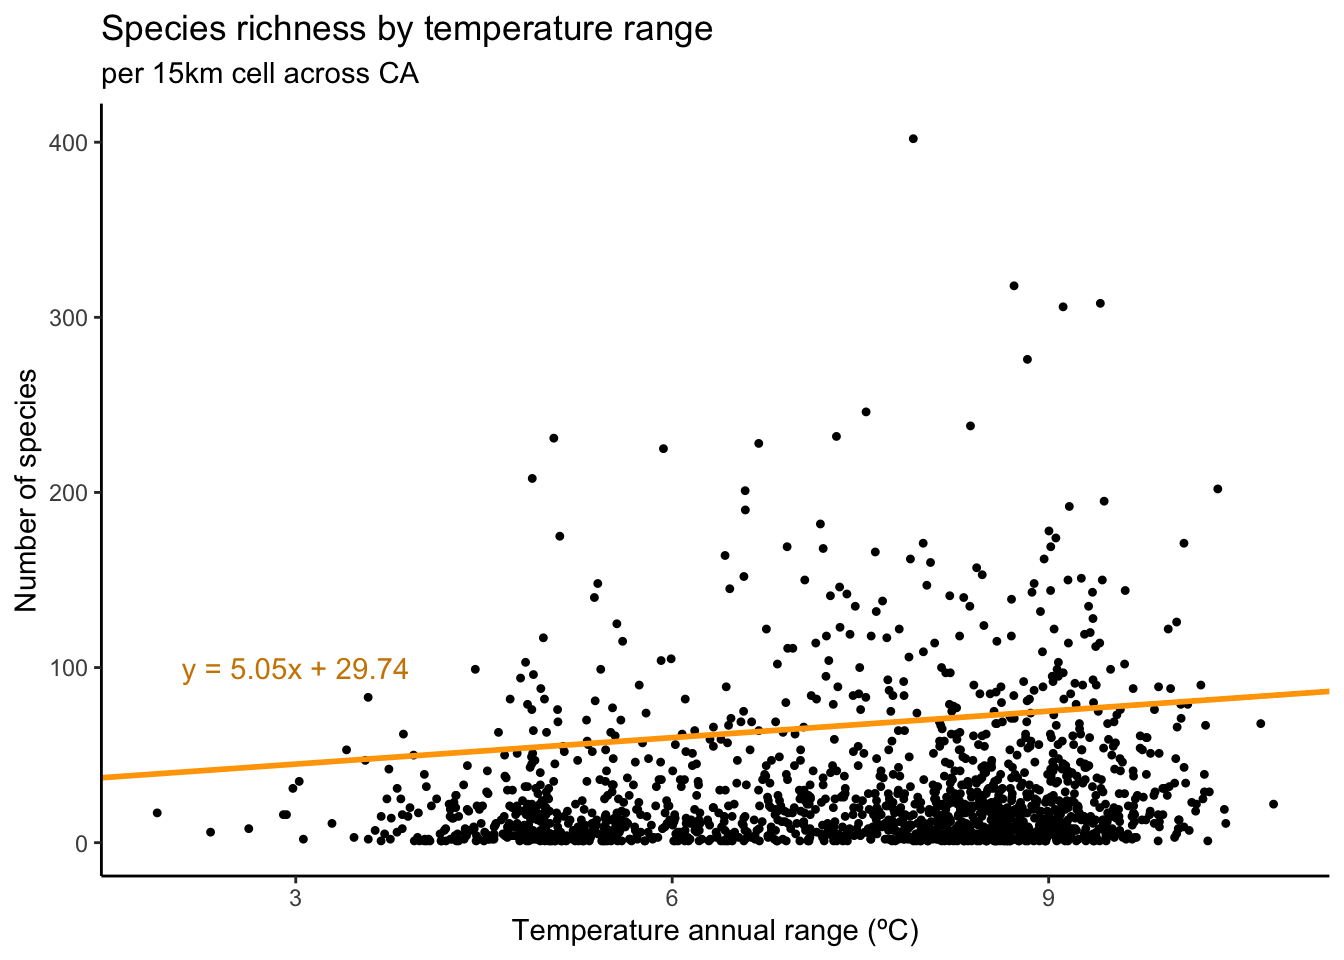 Species richness by temperature range
per 15km cell across CA
400
300
200
100
0
Number of species
y = 5.05x + 29.74
3
6
9
Temperature annual range (ºC)